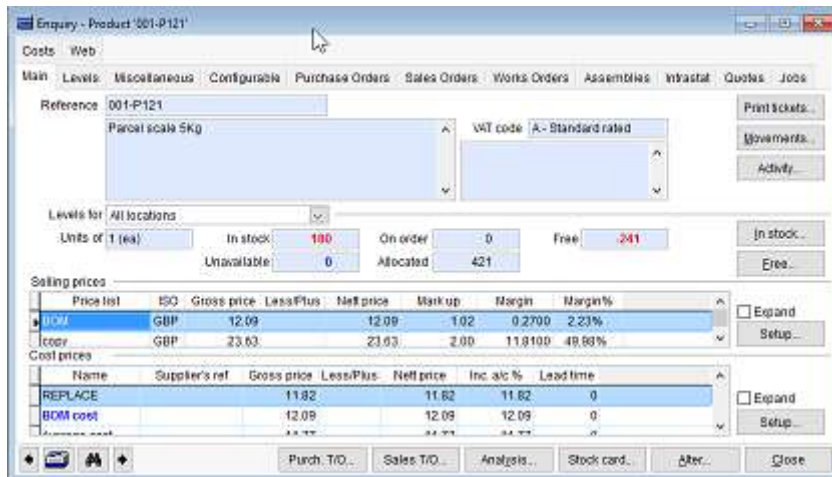 Enquiry - Product '001-P121'
Costs Web
Main Levels Miscellaneous Configurable Purchase Orders Sales Orders Works Orders Assemblies Intrastat Quotes Jobs
Reference 001-P121 Print tickets...
Parcel scale 5Kg VAT code A - Standard rated Movements...
Activity...
Levels for All locations
Units of 1 (ea) In stock 180 On order 0 Free -241 In stock...
Unavailable 0 Allocated 421 Free...
Selling prices
Price list ISO Gross price Less/Plus Nett price Mark up Margin Margin%
BOM GBP 12.09 12.09 1.02 0.2700 2.23% Expand
copy GBP 23.63 23.63 2.00 11.8100 49.98% Setup...
Cost prices
Name Supplier's ref Gross price Less/Plus Nett price Inc. a/c % Lead time
REPLACE 11.82 11.82 11.82 0 Expand
BOM cost 12.09 12.09 12.09 0 Setup...
Purch. T/O... Sales T/O... Analysis... Stock card... Alter... Close